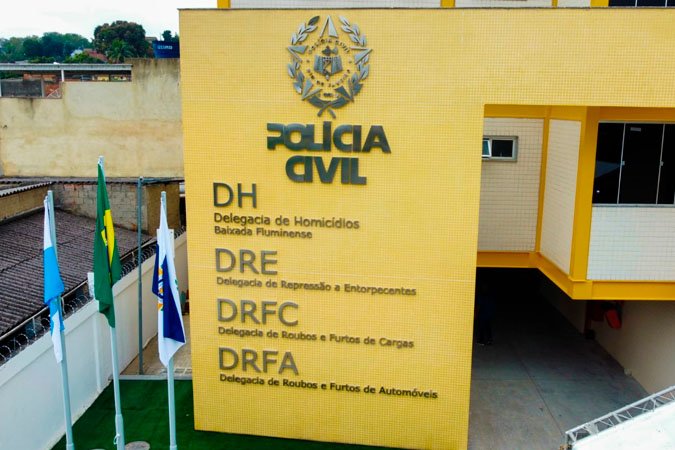 POLÍCIA
CIVIL
DH
Delegacia de Homicídios
Baixada Fluminense
DRE
Delegacia de Repressão a Entorpecentes
DRFC
Delegacia de Roubos e Furtos de Cargas
DRFA
Delegacia de Roubos e Furtos de Automóveis